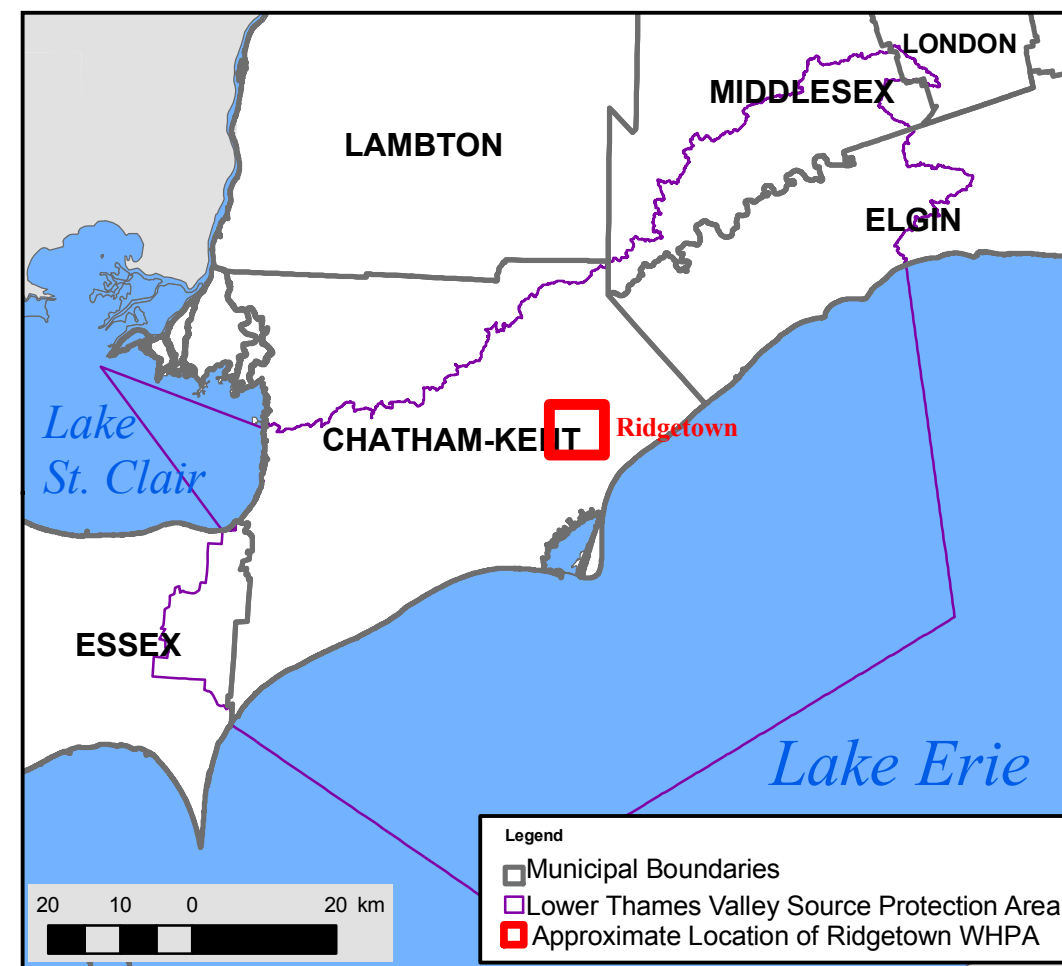 LONDON
MIDDLESEX
LAMBTON
ELGIN
Lake
St. Clair
CHATHAM-KENT
Ridgetown
ESSEX
Lake Erie
Legend
Municipal Boundaries
Lower Thames Valley Source Protection Area
Approximate Location of Ridgetown WHPA
20 10 0 20 km